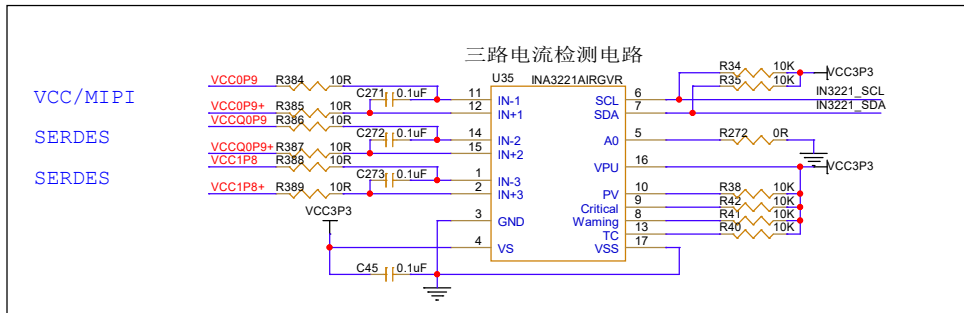 三路电流检测电路
U35 INA3221AIRGVR
VCC/MIPI
SERDES
SERDES
VCC0P9 R384 10R
C271 0.1uF
VCC0P9+ R385 10R
VCCQ0P9 R386 10R
C272 0.1uF
VCCQ0P9+ R387 10R
VCC1P8 R388 10R
C273 0.1uF
VCC1P8+ R389 10R
VCC3P3
C45 0.1uF
11 IN-1
12 IN+1
14 IN-2
15 IN+2
1 IN-3
2 IN+3
3 GND
4 VS
SCL 6
SDA 7
A0 5
VPU 16
PV 10
Critical 9
Warning 8
TC 13
VSS 17
R34 10K
R35 10K
VCC3P3
IN3221_SCL
IN3221_SDA
R272 0R
VCC3P3
R38 10K
R42 10K
R41 10K
R40 10K